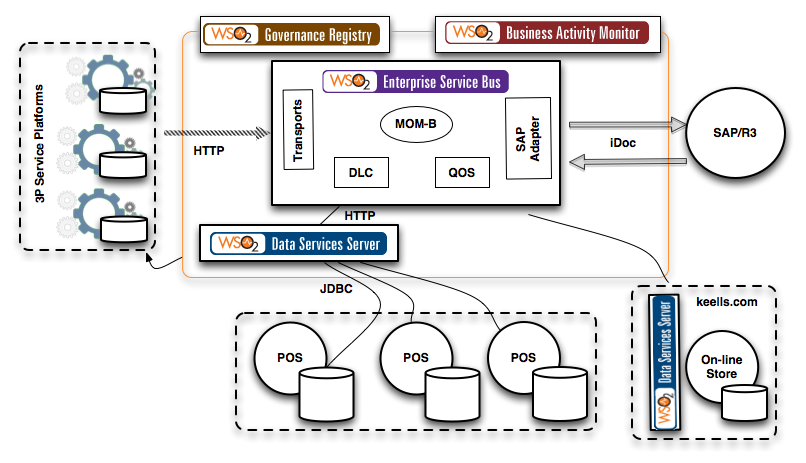 WSO2 Governance Registry
WSO2 Business Activity Monitor
3P Service Platforms
WSO2 Enterprise Service Bus
Transports
MOM-B
SAP
Adapter
DLC
QOS
HTTP
iDoc
SAP/R3
HTTP
WSO2 Data Services Server
JDBC
POS
POS
POS
keells.com
WSO2 Data Services Server
On-line
Store